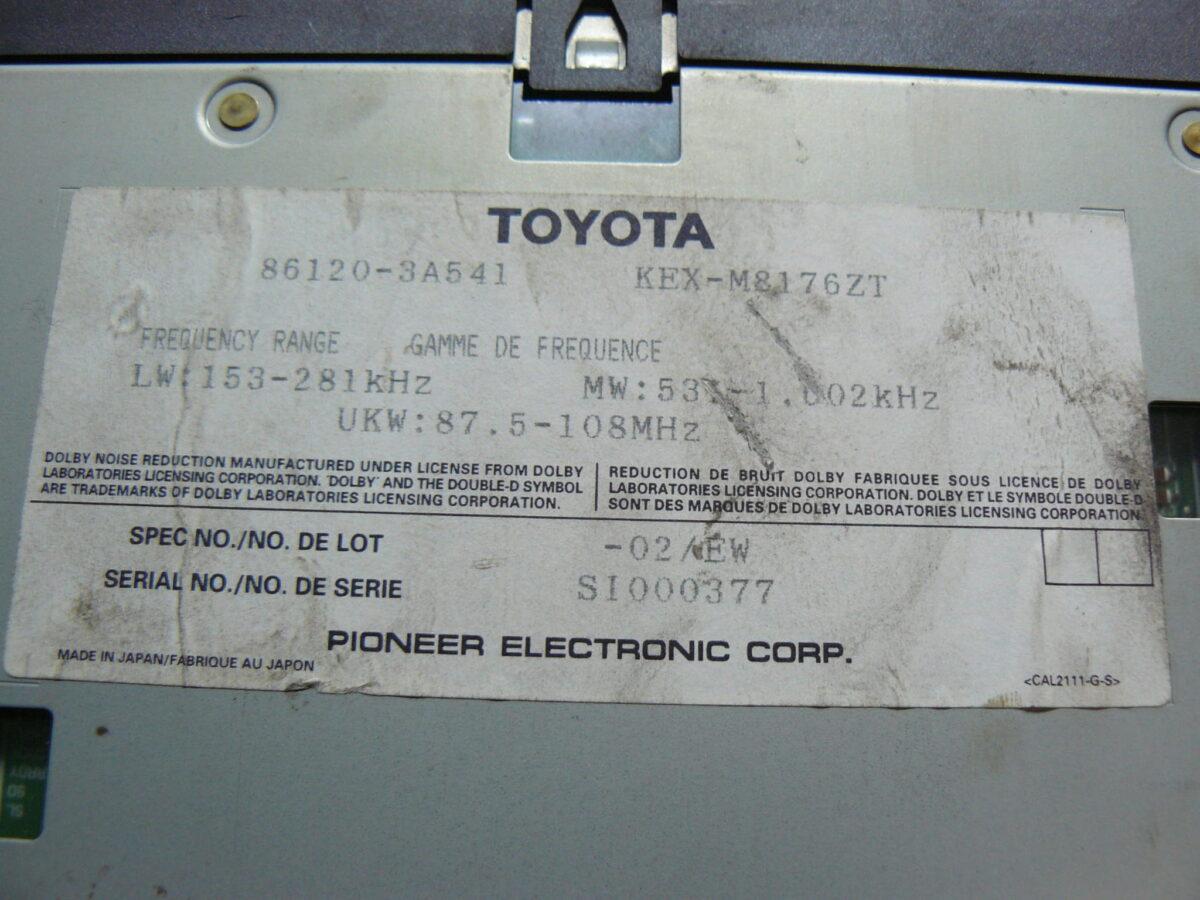 TOYOTA
86120-3A541 KEX-M8176ZT
FREQUENCY RANGE GAMME DE FREQUENCE
LW:153-281kHz MW:53
UKW:87.5-108MHz
DOLBY NOISE REDUCTION MANUFACTURED UNDER LICENSE FROM DOLBY
LABORATORIES LICENSING CORPORATION. "DOLBY" AND THE DOUBLE-D SYMBOL
ARE TRADEMARKS OF DOLBY LABORATORIES LICENSING CORPORATION.
REDUCTION DE BRUIT DOLBY FABRIQUEE SOUS LICENCE DE DOLBY
LABORATORIES LICENSING CORPORATION. DOLBY ET LE SYMBOLE DOUBLE-D
SONT DES MARQUES DE DOLBY LABORATORIES LICENSING CORPORATION
SPEC NO./NO. DE LOT -02/EW
SERIAL NO./NO. DE SERIE SI000377
PIONEER ELECTRONIC CORP.
MADE IN JAPAN/FABRIQUE AU JAPON
<CAL2111-G-S>